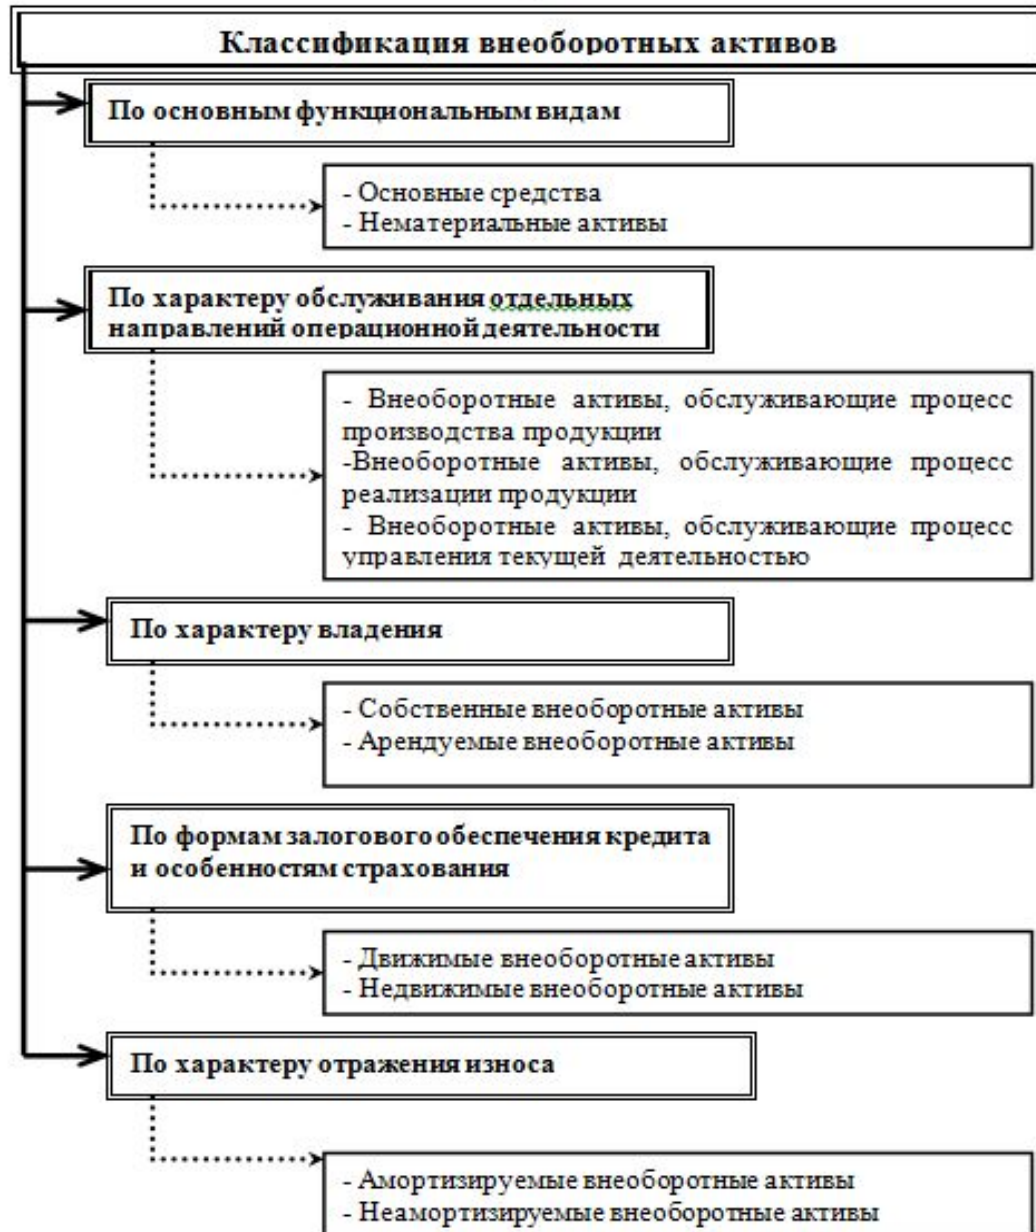 Классификация внеоборотных активов
По основным функциональным видам
- Основные средства
- Нематериальные активы
По характеру обслуживания отдельных
направлений операционной деятельности
- Внеоборотные активы, обслуживающие процесс
производства продукции
-Внеоборотные активы, обслуживающие процесс
реализации продукции
- Внеоборотные активы, обслуживающие процесс
управления текущей деятельностью
По характеру владения
- Собственные внеоборотные активы
- Арендуемые внеоборотные активы
По формам залогового обеспечения кредита
и особенностям страхования
- Движимые внеоборотные активы
- Недвижимые внеоборотные активы
По характеру отражения износа
- Амортизируемые внеоборотные активы
- Неамортизируемые внеоборотные активы